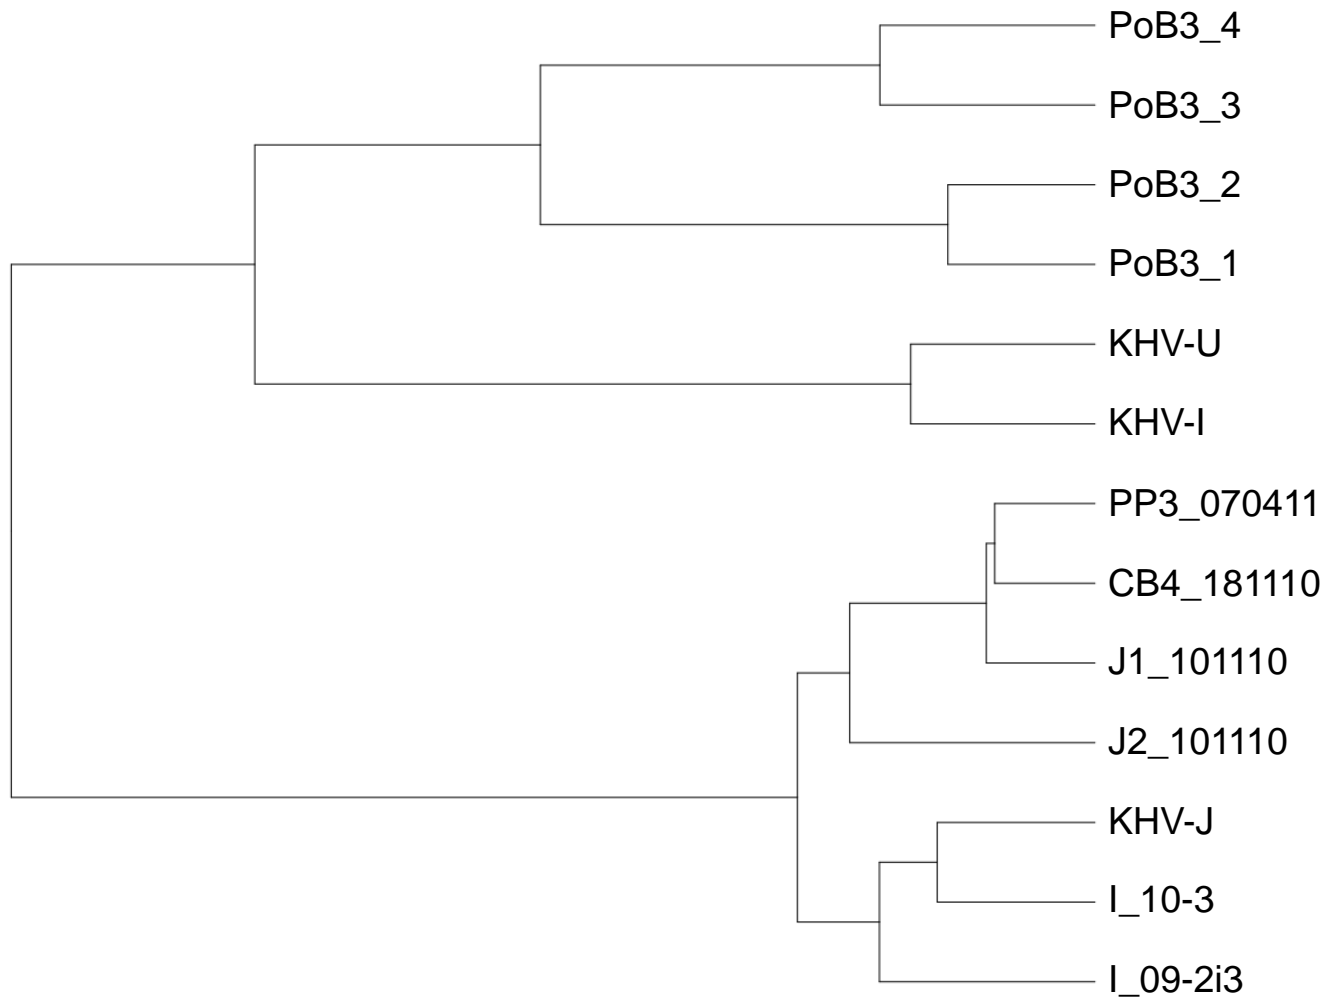 PoB3_4
PoB3_3
PoB3_2
PoB3_1
KHV-U
KHV-I
PP3_070411
CB4_181110
J1_101110
J2_101110
KHV-J
I_10-3
I_09-2i3